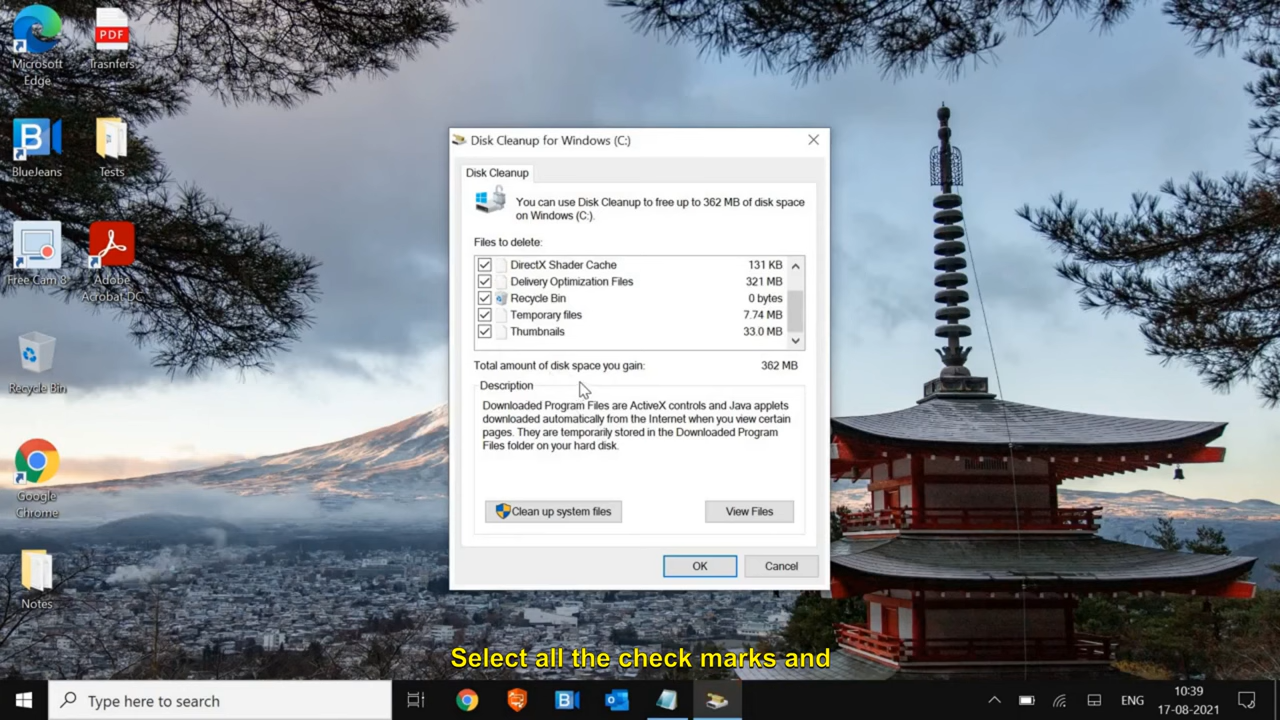 Microsoft
Edge
PDF
Trasnfers
BlueJeans
Tests
Free Cam 8
Adobe
Acrobat DC
Recycle Bin
Google
Chrome
Notes
Disk Cleanup for Windows (C:)
Disk Cleanup
You can use Disk Cleanup to free up to 362 MB of disk space
on Windows (C:).
Files to delete:
DirectX Shader Cache 131 KB
Delivery Optimization Files 321 MB
Recycle Bin 0 bytes
Temporary files 7.74 MB
Thumbnails 33.0 MB
Total amount of disk space you gain: 362 MB
Description
Downloaded Program Files are ActiveX controls and Java applets
downloaded automatically from the Internet when you view certain
pages. They are temporarily stored in the Downloaded Program
Files folder on your hard disk.
Clean up system files
View Files
OK
Cancel
Select all the check marks and
Type here to search
ENG
10:39
17-08-2021